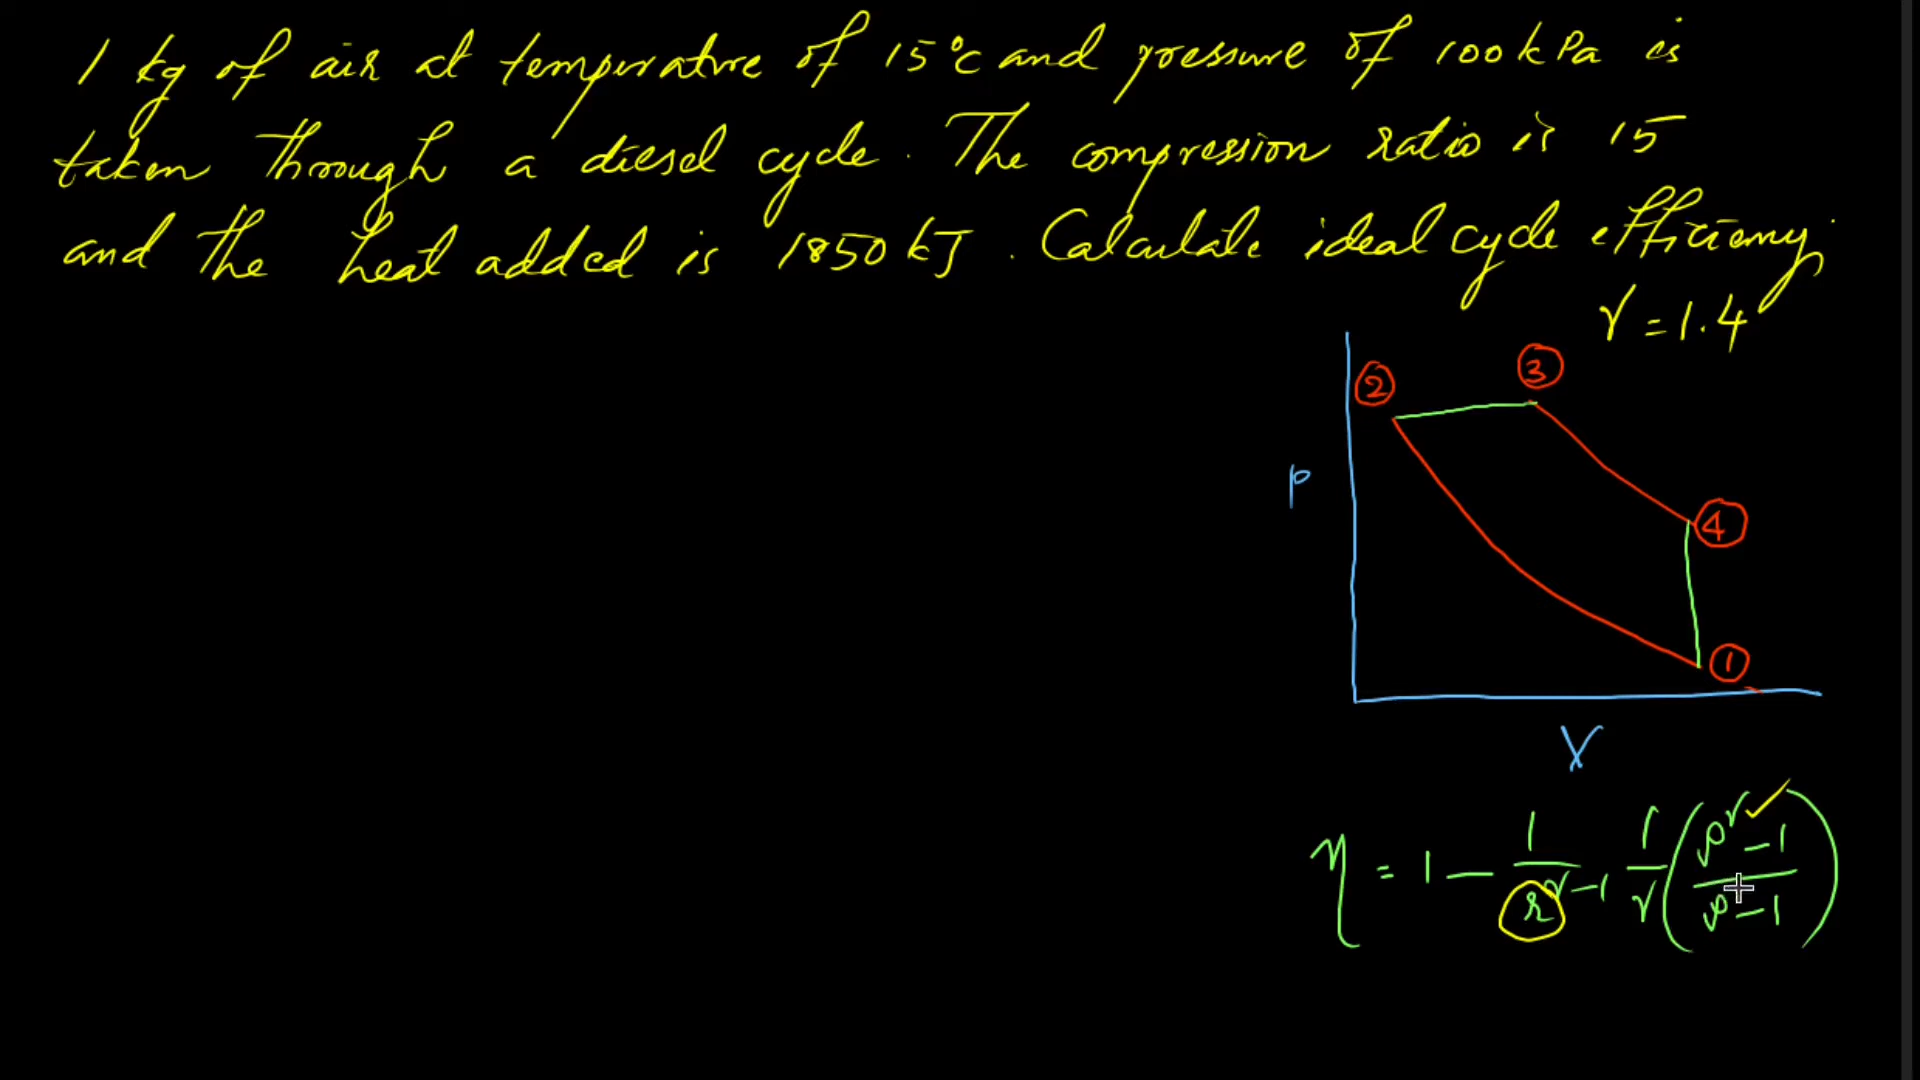 1 kg of air at temperature of 15°c and pressure of 100 kPa is
taken through a diesel cycle. The compression ratio is 15
and the heat added is 1850 kJ. Calculate ideal cycle efficiency.
γ = 1.4
② ③
P
④
①
V
η = 1 - 1/r^(γ-1) 1/γ ((ρ^γ - 1)/(ρ - 1))